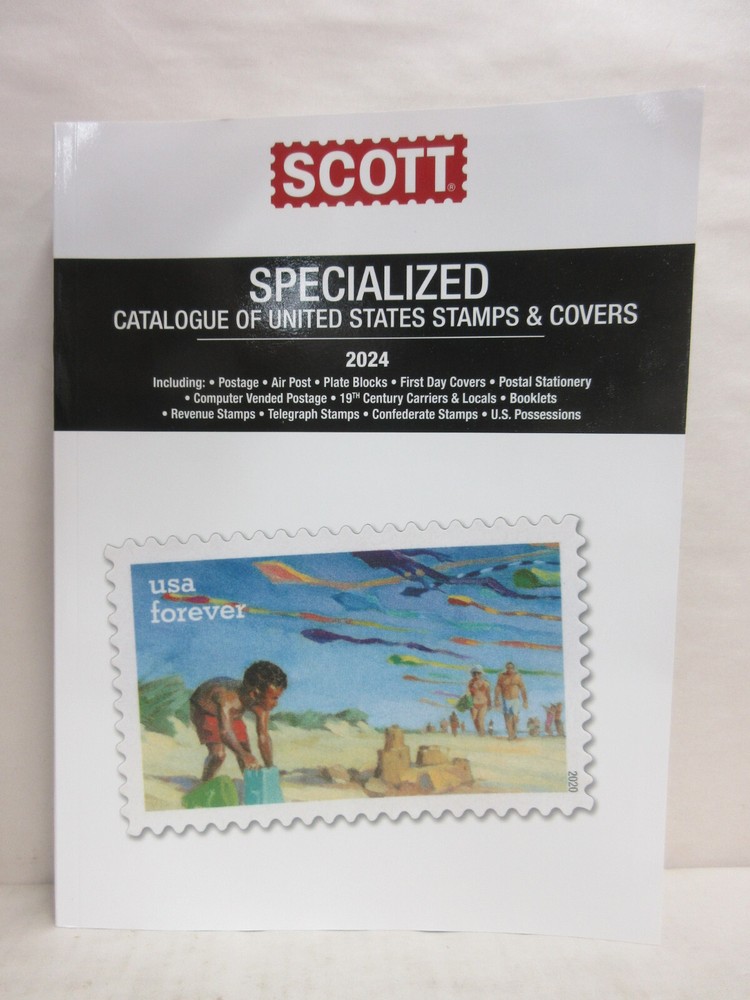 SCOTT®
SPECIALIZED
CATALOGUE OF UNITED STATES STAMPS & COVERS
2024
Including: • Postage • Air Post • Plate Blocks • First Day Covers • Postal Stationery
• Computer Vended Postage • 19TH Century Carriers & Locals • Booklets
• Revenue Stamps • Telegraph Stamps • Confederate Stamps • U.S. Possessions
usa
forever
2020